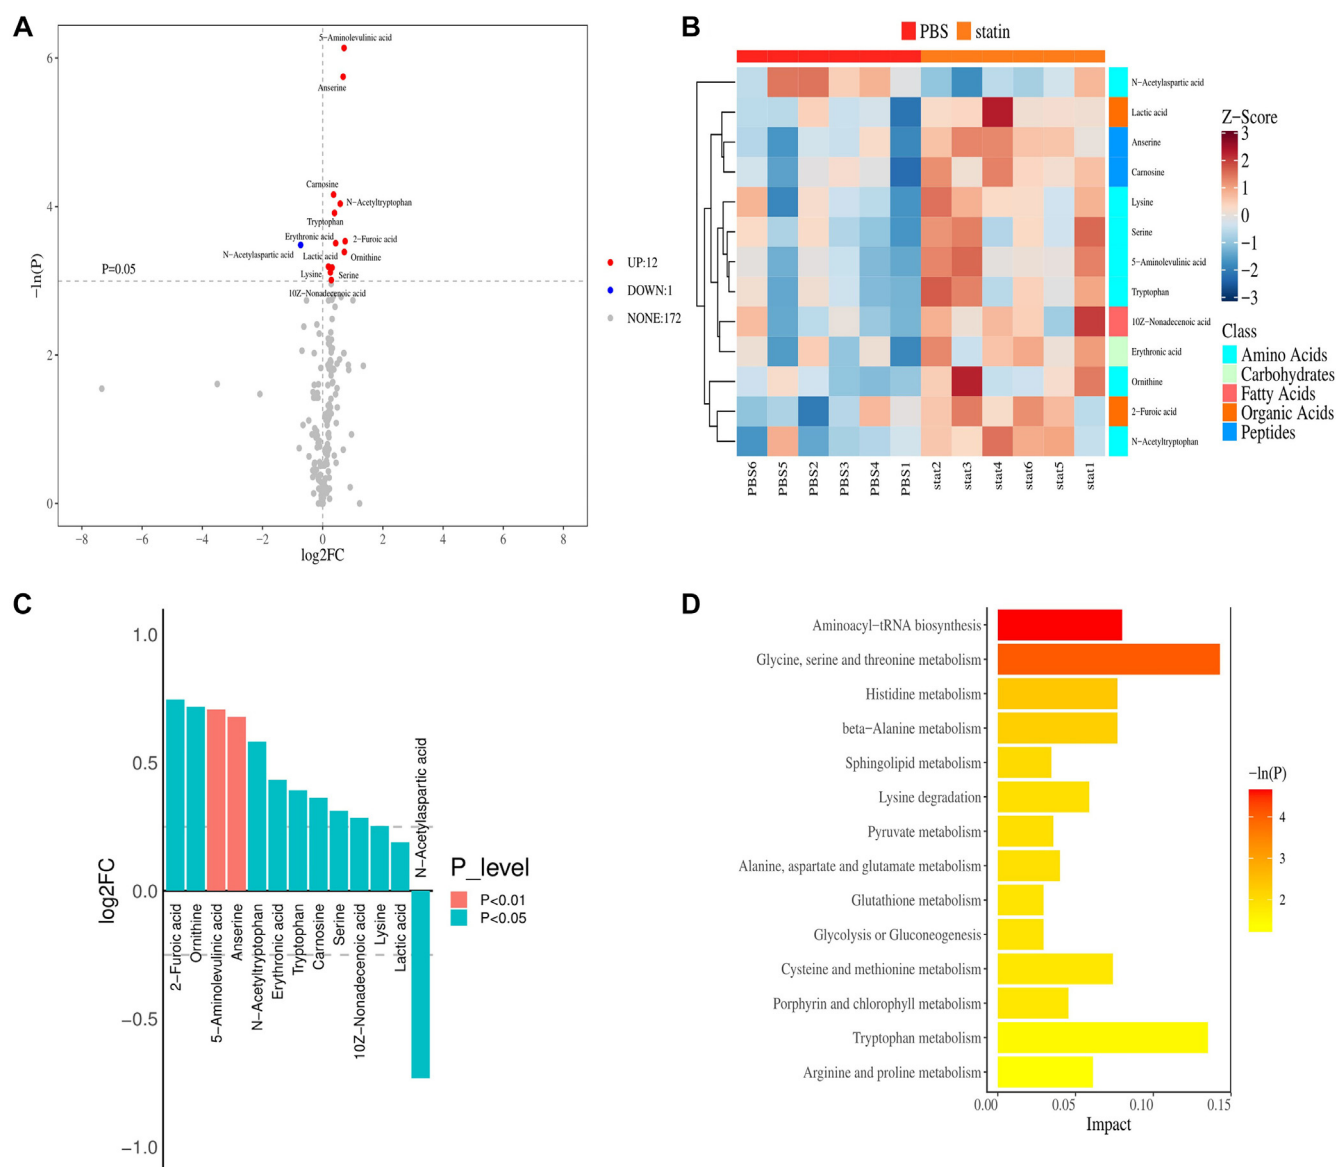 A
5−Aminolevulinic acid
Anserine
Carnosine
N−Acetyltryptophan
Tryptophan
Erythronic acid
2−Furoic acid
N−Acetylaspartic acid
Lactic acid
Ornithine
Lysine
Serine
10Z−Nonadecenoic acid
P=0.05
−ln(P)
6
4
2
0
−8
−6
−4
−2
0
2
4
6
8
log2FC
UP:12
DOWN:1
NONE:172
B
PBS
statin
N−Acetylaspartic acid
Lactic acid
Anserine
Carnosine
Lysine
Serine
5−Aminolevulinic acid
Tryptophan
10Z−Nonadecenoic acid
Erythronic acid
Ornithine
2−Furoic acid
N−Acetyltryptophan
PBS6
PBS5
PBS2
PBS3
PBS4
PBS1
stat2
stat3
stat4
stat6
stat5
stat1
Z−Score
3
2
1
0
−1
−2
−3
Class
Amino Acids
Carbohydrates
Fatty Acids
Organic Acids
Peptides
C
log2FC
1.0
0.5
0.0
−0.5
−1.0
2−Furoic acid
Ornithine
5−Aminolevulinic acid
Anserine
N−Acetyltryptophan
Erythronic acid
Tryptophan
Carnosine
Serine
10Z−Nonadecenoic acid
Lysine
Lactic acid
N−Acetylaspartic acid
P_level
P<0.01
P<0.05
D
Aminoacyl−tRNA biosynthesis
Glycine, serine and threonine metabolism
Histidine metabolism
beta−Alanine metabolism
Sphingolipid metabolism
Lysine degradation
Pyruvate metabolism
Alanine, aspartate and glutamate metabolism
Glutathione metabolism
Glycolysis or Gluconeogenesis
Cysteine and methionine metabolism
Porphyrin and chlorophyll metabolism
Tryptophan metabolism
Arginine and proline metabolism
0.00
0.05
0.10
0.15
Impact
−ln(P)
4
3
2